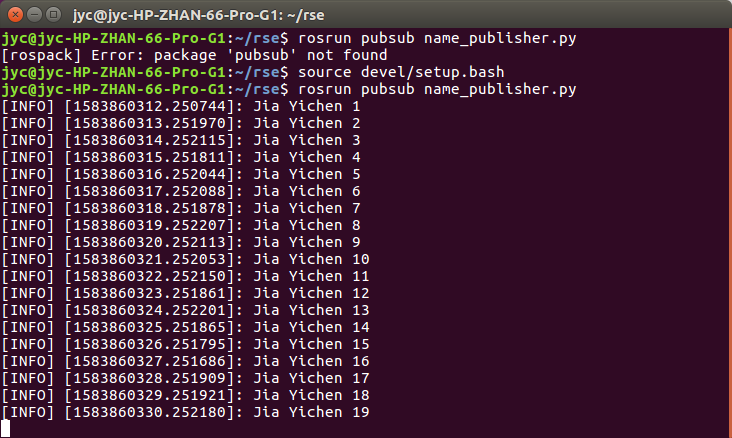 jyc@jyc-HP-ZHAN-66-Pro-G1: ~/rse
jyc@jyc-HP-ZHAN-66-Pro-G1:~/rse$ rosrun pubsub name_publisher.py
[rospack] Error: package 'pubsub' not found
jyc@jyc-HP-ZHAN-66-Pro-G1:~/rse$ source devel/setup.bash
jyc@jyc-HP-ZHAN-66-Pro-G1:~/rse$ rosrun pubsub name_publisher.py
[INFO] [1583860312.250744]: Jia Yichen 1
[INFO] [1583860313.251970]: Jia Yichen 2
[INFO] [1583860314.252115]: Jia Yichen 3
[INFO] [1583860315.251811]: Jia Yichen 4
[INFO] [1583860316.252044]: Jia Yichen 5
[INFO] [1583860317.252088]: Jia Yichen 6
[INFO] [1583860318.251878]: Jia Yichen 7
[INFO] [1583860319.252207]: Jia Yichen 8
[INFO] [1583860320.252113]: Jia Yichen 9
[INFO] [1583860321.252053]: Jia Yichen 10
[INFO] [1583860322.252150]: Jia Yichen 11
[INFO] [1583860323.251861]: Jia Yichen 12
[INFO] [1583860324.252201]: Jia Yichen 13
[INFO] [1583860325.251865]: Jia Yichen 14
[INFO] [1583860326.251795]: Jia Yichen 15
[INFO] [1583860327.251686]: Jia Yichen 16
[INFO] [1583860328.251909]: Jia Yichen 17
[INFO] [1583860329.251921]: Jia Yichen 18
[INFO] [1583860330.252180]: Jia Yichen 19